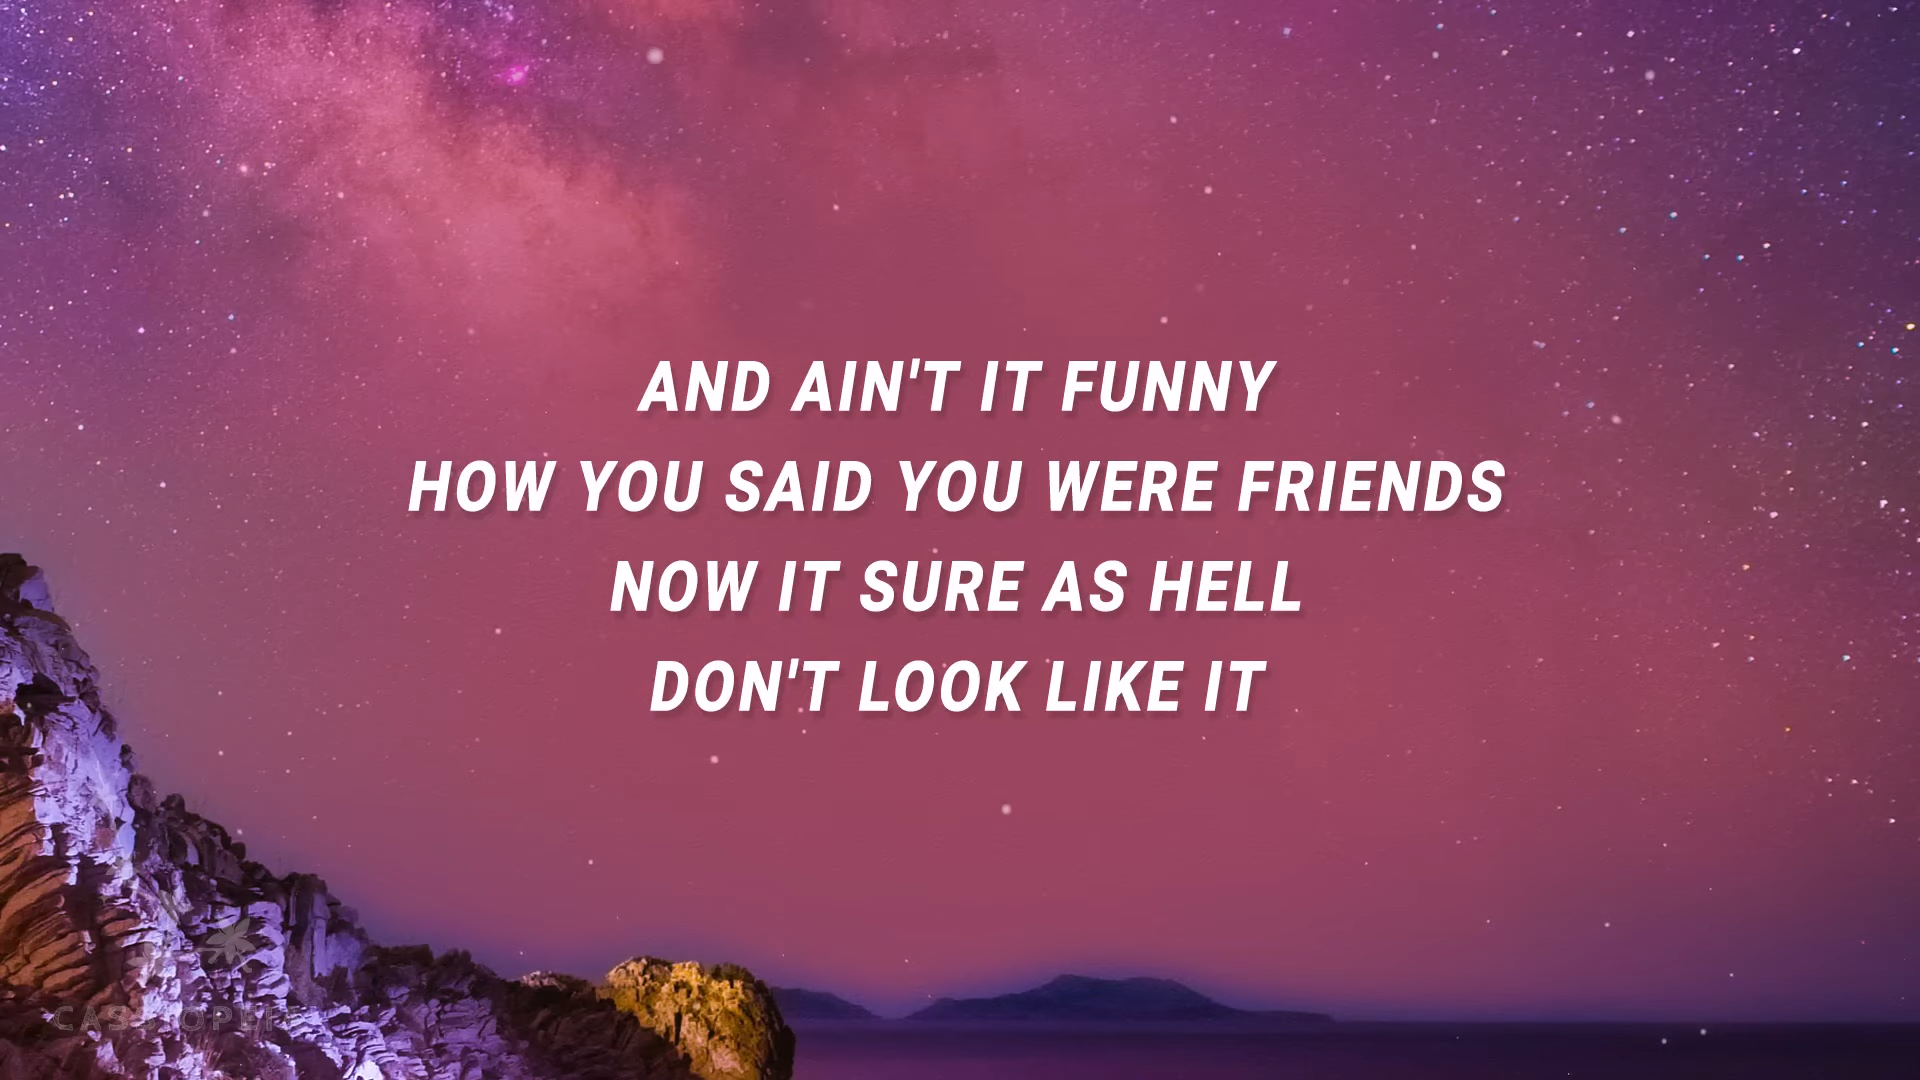 AND AIN'T IT FUNNY
HOW YOU SAID YOU WERE FRIENDS
NOW IT SURE AS HELL
DON'T LOOK LIKE IT